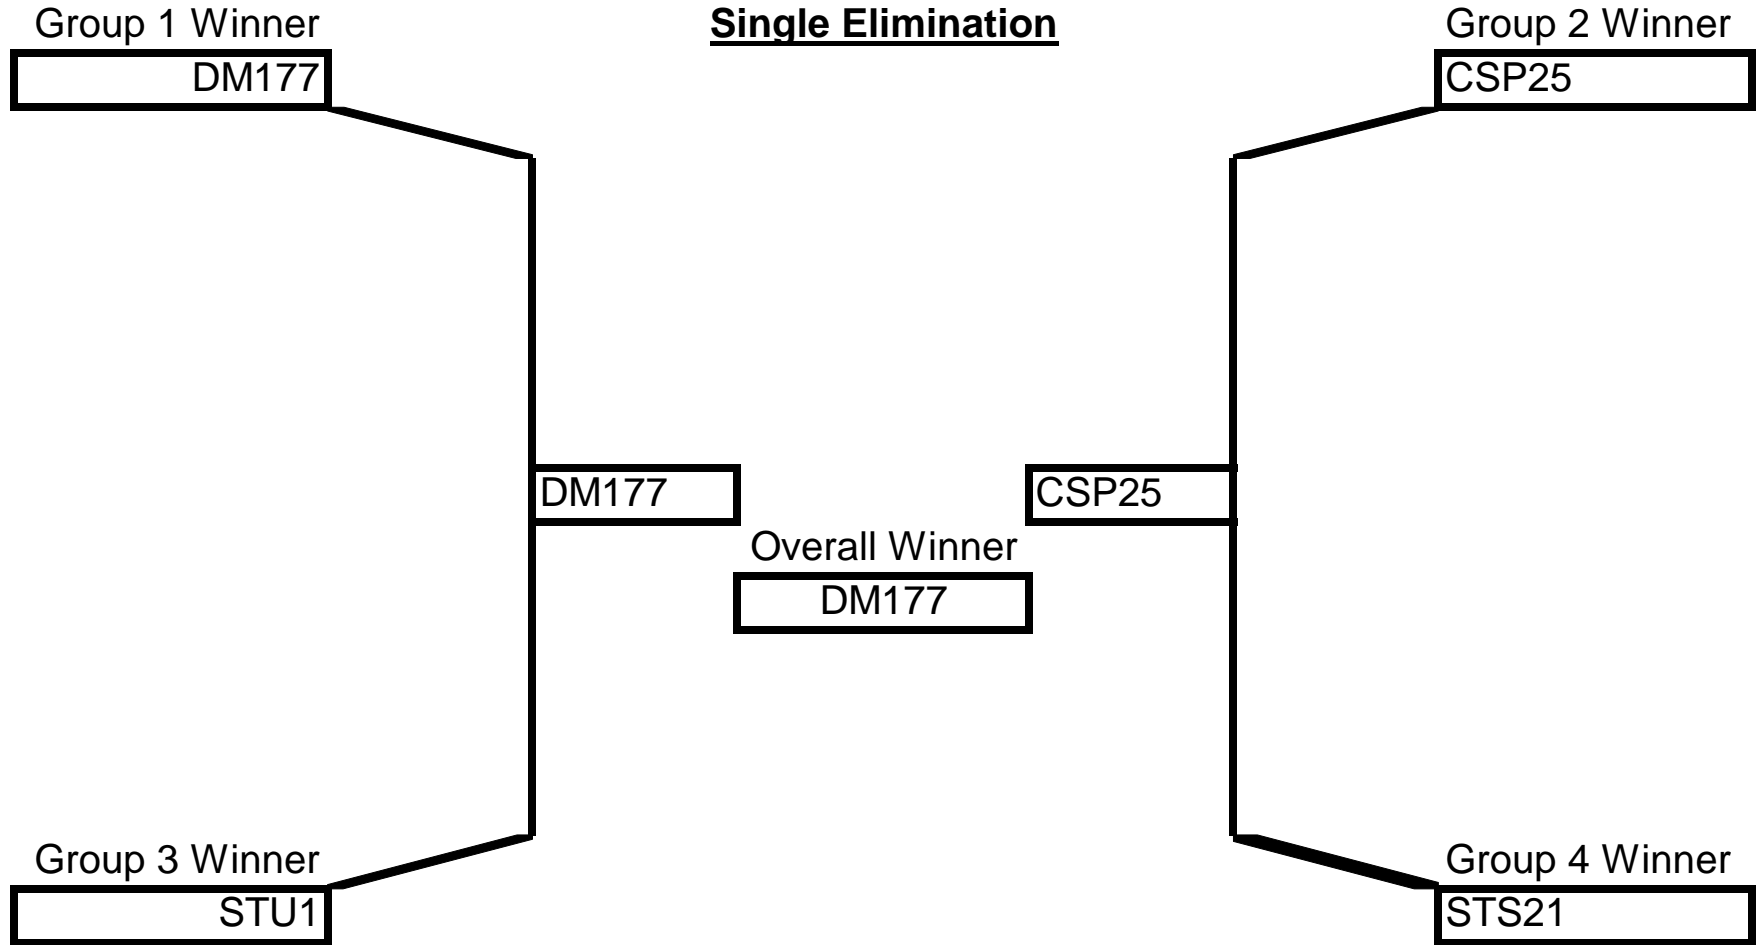 Group 1 Winner
Single Elimination
Group 2 Winner
DM177
CSP25
DM177
CSP25
Overall Winner
DM177
Group 3 Winner
Group 4 Winner
STU1
STS21